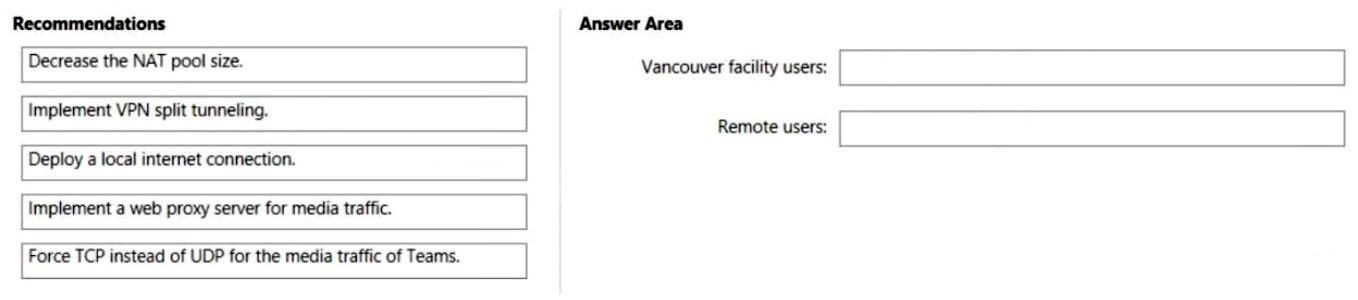 Recommendations
Decrease the NAT pool size.
Implement VPN split tunneling.
Deploy a local internet connection.
Implement a web proxy server for media traffic.
Force TCP instead of UDP for the media traffic of Teams.
Answer Area
Vancouver facility users:
Remote users: